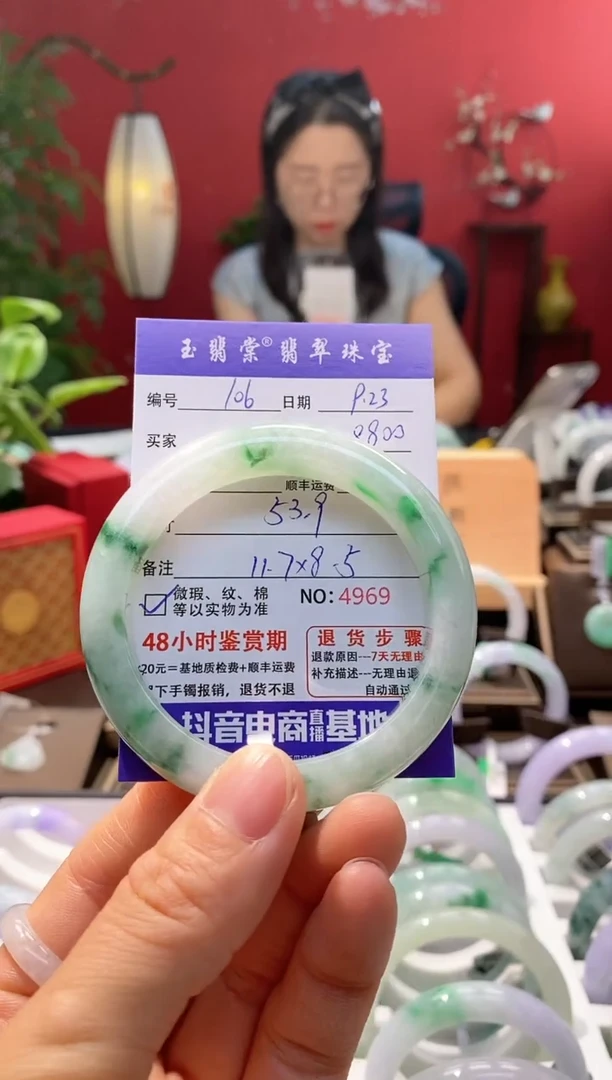 玉翡棠®翡翠珠宝
编号 106 日期 9.23
买家 0803
顺丰运费
53.9
备注 11.7×8.5
微瑕、纹、棉
等以实物为准
NO: 4969
48小时鉴赏期
20元=基地质检费+顺丰运费
下手镯报销，退货不退
退货步骤
退款原因---7天无理由
补充描述---无理由退
自动通过
抖音电商直播基地